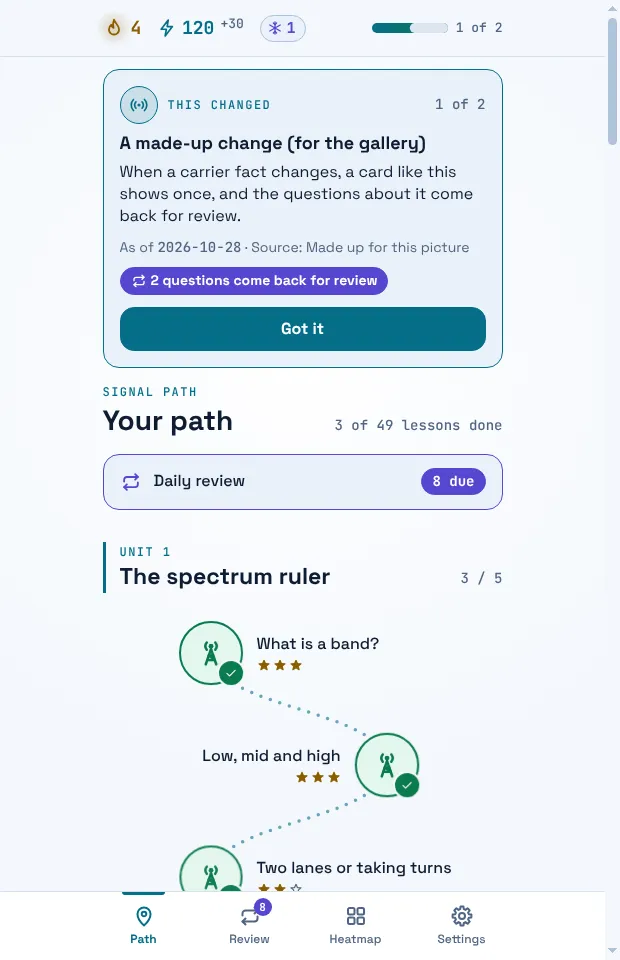 4 120 +30 1 1 of 2
THIS CHANGED 1 of 2
A made-up change (for the gallery)
When a carrier fact changes, a card like this
shows once, and the questions about it come
back for review.
As of 2026-10-28 · Source: Made up for this picture
2 questions come back for review
Got it
SIGNAL PATH
Your path 3 of 49 lessons done
Daily review 8 due
UNIT 1
The spectrum ruler 3 / 5
What is a band?
Low, mid and high
Two lanes or taking turns
8
Path Review Heatmap Settings